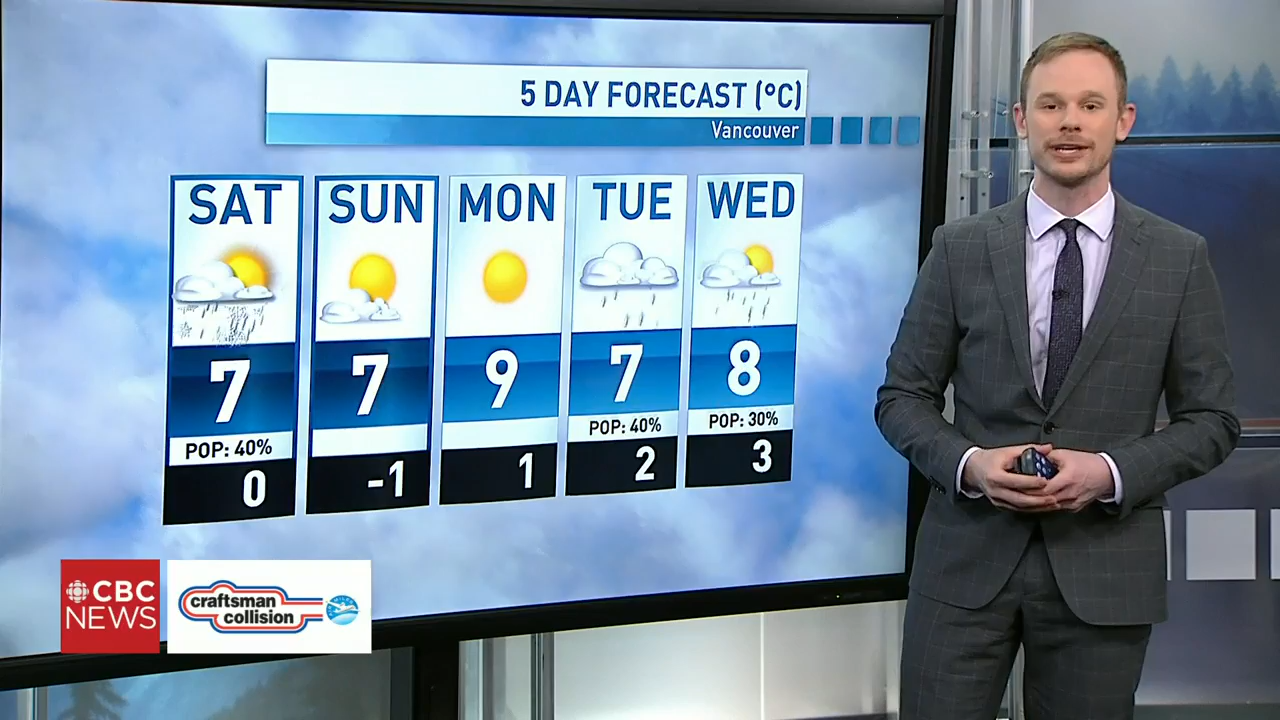 5 DAY FORECAST (°C)
Vancouver
SAT SUN MON TUE WED
7 7 9 7 8
POP: 40% POP: 40% POP: 30%
0 -1 1 2 3
CBC
NEWS
craftsman
collision